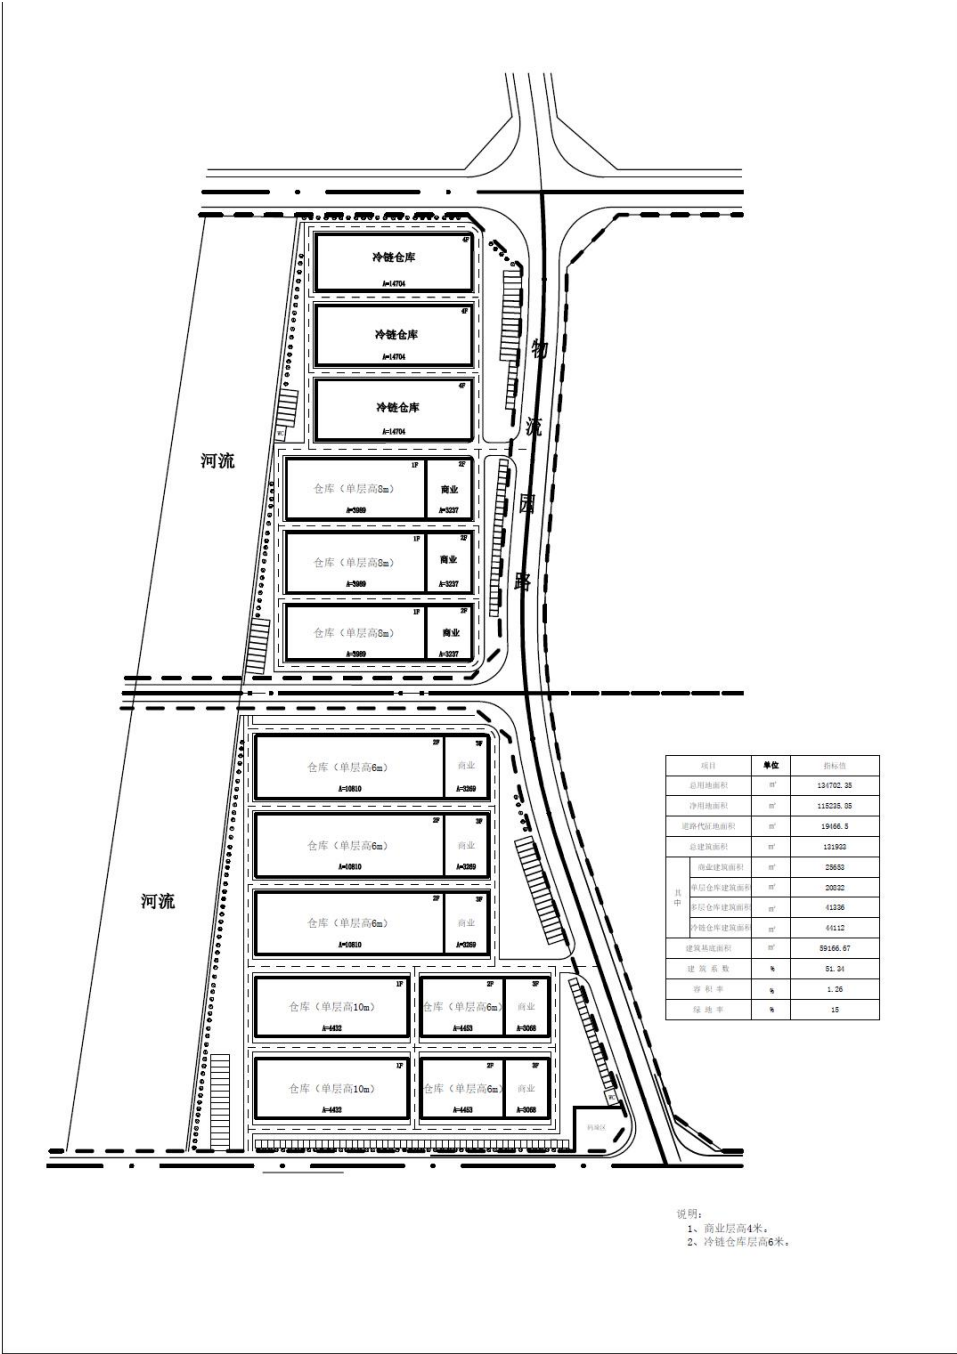 4F
冷链仓库
A=14704
4F
冷链仓库
A=14704
4F
冷链仓库
A=14704
物流园路
河流
WC
1F
2F
仓库（单层高8m）
商业
A=3989
A=3237
1F
2F
仓库（单层高8m）
商业
A=3989
A=3237
1F
2F
仓库（单层高8m）
商业
A=3989
A=3237
河流
2F
3F
仓库（单层高6m）
商业
A=10810
A=3269
2F
3F
仓库（单层高6m）
商业
A=10810
A=3269
2F
3F
仓库（单层高6m）
商业
A=10810
A=3269
1F
2F
3F
仓库（单层高10m）
仓库（单层高6m）
商业
A=4432
A=4453
A=3068
1F
2F
3F
仓库（单层高10m）
仓库（单层高6m）
商业
A=4432
A=4453
A=3068
WC
项目 单位 指标值
总用地面积 ㎡ 134702.35
净用地面积 ㎡ 115235.85
道路代征地面积 ㎡ 19466.5
总建筑面积 ㎡ 131933
其中
商业建筑面积 ㎡ 25653
单层仓库建筑面积 ㎡ 20832
多层仓库建筑面积 ㎡ 41336
冷链仓库建筑面积 ㎡ 44112
建筑基底面积 ㎡ 59166.67
建 筑 系 数 % 51.34
容 积 率 % 1.26
绿 地 率 % 15
说明：
1、商业层高4米。
2、冷链仓库层高6米。